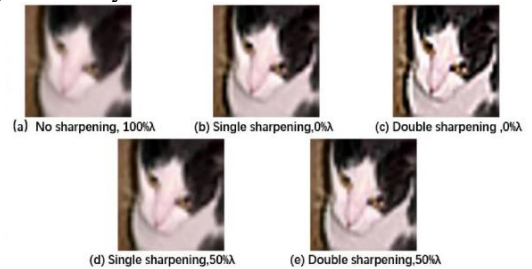 (a) No sharpening, 100%λ
(b) Single sharpening,0%λ
(c) Double sharpening ,0%λ
(d) Single sharpening,50%λ
(e) Double sharpening,50%λ